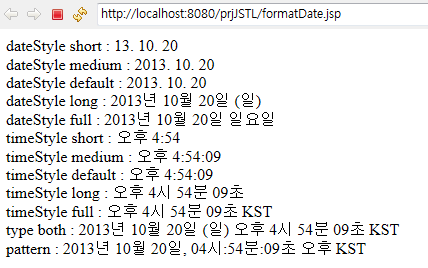 http://localhost:8080/prjJSTL/formatDate.jsp
dateStyle short : 13. 10. 20
dateStyle medium : 2013. 10. 20
dateStyle default : 2013. 10. 20
dateStyle long : 2013년 10월 20일 (일)
dateStyle full : 2013년 10월 20일 일요일
timeStyle short : 오후 4:54
timeStyle medium : 오후 4:54:09
timeStyle default : 오후 4:54:09
timeStyle long : 오후 4시 54분 09초
timeStyle full : 오후 4시 54분 09초 KST
type both : 2013년 10월 20일 (일) 오후 4시 54분 09초 KST
pattern : 2013년 10월 20일, 04시:54분:09초 오후 KST